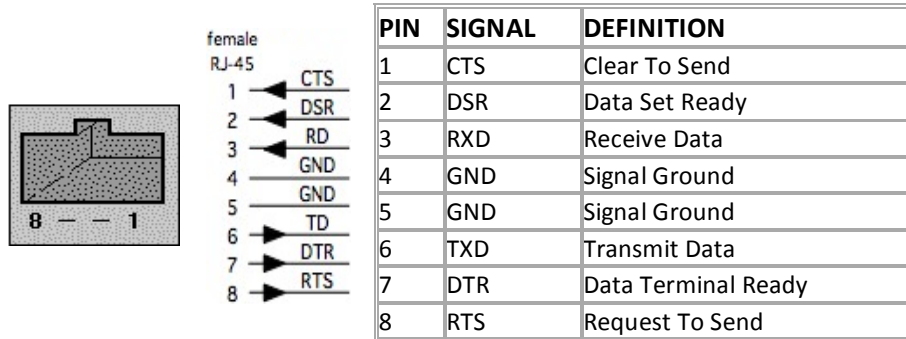 female
RJ-45
1 CTS
2 DSR
3 RD
4 GND
5 GND
6 TD
7 DTR
8 RTS
8 – – 1
PIN SIGNAL DEFINITION
1 CTS Clear To Send
2 DSR Data Set Ready
3 RXD Receive Data
4 GND Signal Ground
5 GND Signal Ground
6 TXD Transmit Data
7 DTR Data Terminal Ready
8 RTS Request To Send